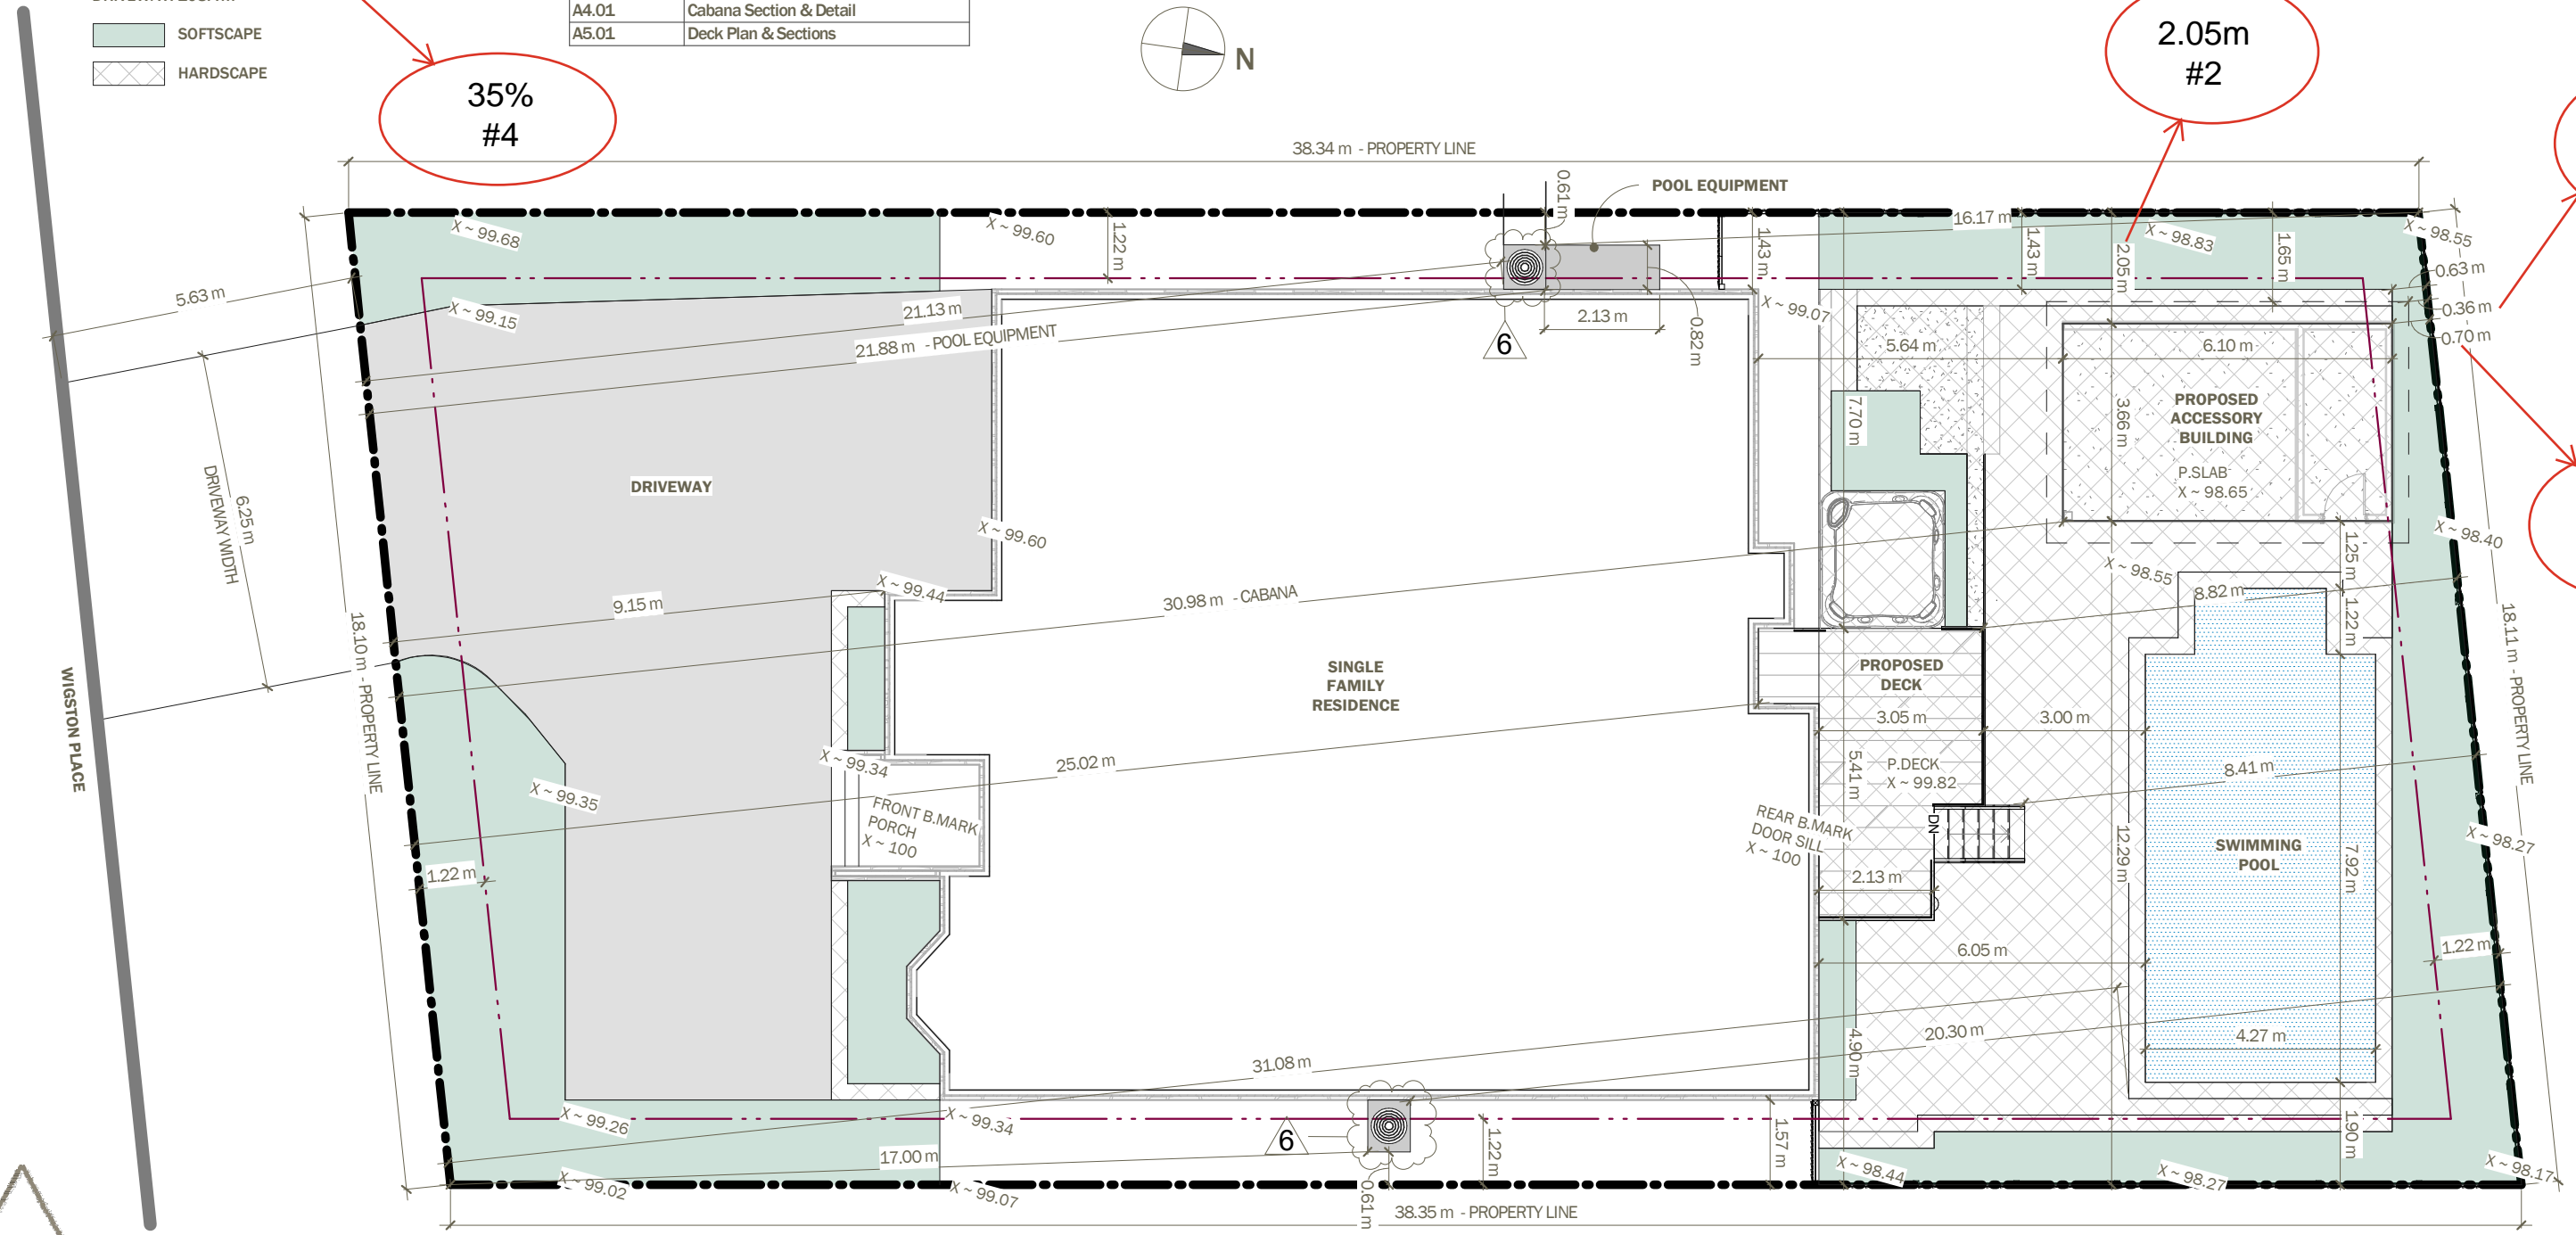 A4.01 Cabana Section & Detail
A5.01 Deck Plan & Sections
SOFTSCAPE
HARDSCAPE
N
35%
#4
2.05m
#2
38.34 m - PROPERTY LINE
POOL EQUIPMENT
0.61 m
X ~ 99.68
X ~ 99.60
1.22 m
1.43 m
16.17 m
1.43 m
2.05 m
X ~ 98.83
1.65 m
X ~ 98.55
0.63 m
0.36 m
0.70 m
5.63 m
X ~ 99.15
21.13 m
21.88 m - POOL EQUIPMENT
2.13 m
0.82 m
6
X ~ 99.07
5.64 m
6.10 m
PROPOSED
ACCESSORY
BUILDING
P.SLAB
X ~ 98.65
3.66 m
7.70 m
DRIVEWAY
6.25 m
DRIVEWAY WIDTH
X ~ 99.60
X ~ 99.44
9.15 m
30.98 m - CABANA
X ~ 98.55
1.25 m
X ~ 98.40
8.82 m
1.22 m
18.10 m - PROPERTY LINE
18.11 m - PROPERTY LINE
WIGSTON PLACE
SINGLE
FAMILY
RESIDENCE
PROPOSED
DECK
3.05 m
3.00 m
25.02 m
X ~ 99.34
X ~ 99.35
FRONT B.MARK
PORCH
X ~ 100
REAR B.MARK
DOOR SILL
X ~ 100
P.DECK
X ~ 99.82
5.41 m
DN
8.41 m
SWIMMING
POOL
12.29 m
7.92 m
X ~ 98.27
1.22 m
2.13 m
6.05 m
1.22 m
31.08 m
20.30 m
4.90 m
4.27 m
X ~ 99.26
X ~ 99.34
6
1.22 m
1.57 m
1.90 m
17.00 m
X ~ 99.02
X ~ 99.07
0.61 m
X ~ 98.44
X ~ 98.27
X ~ 98.17
38.35 m - PROPERTY LINE